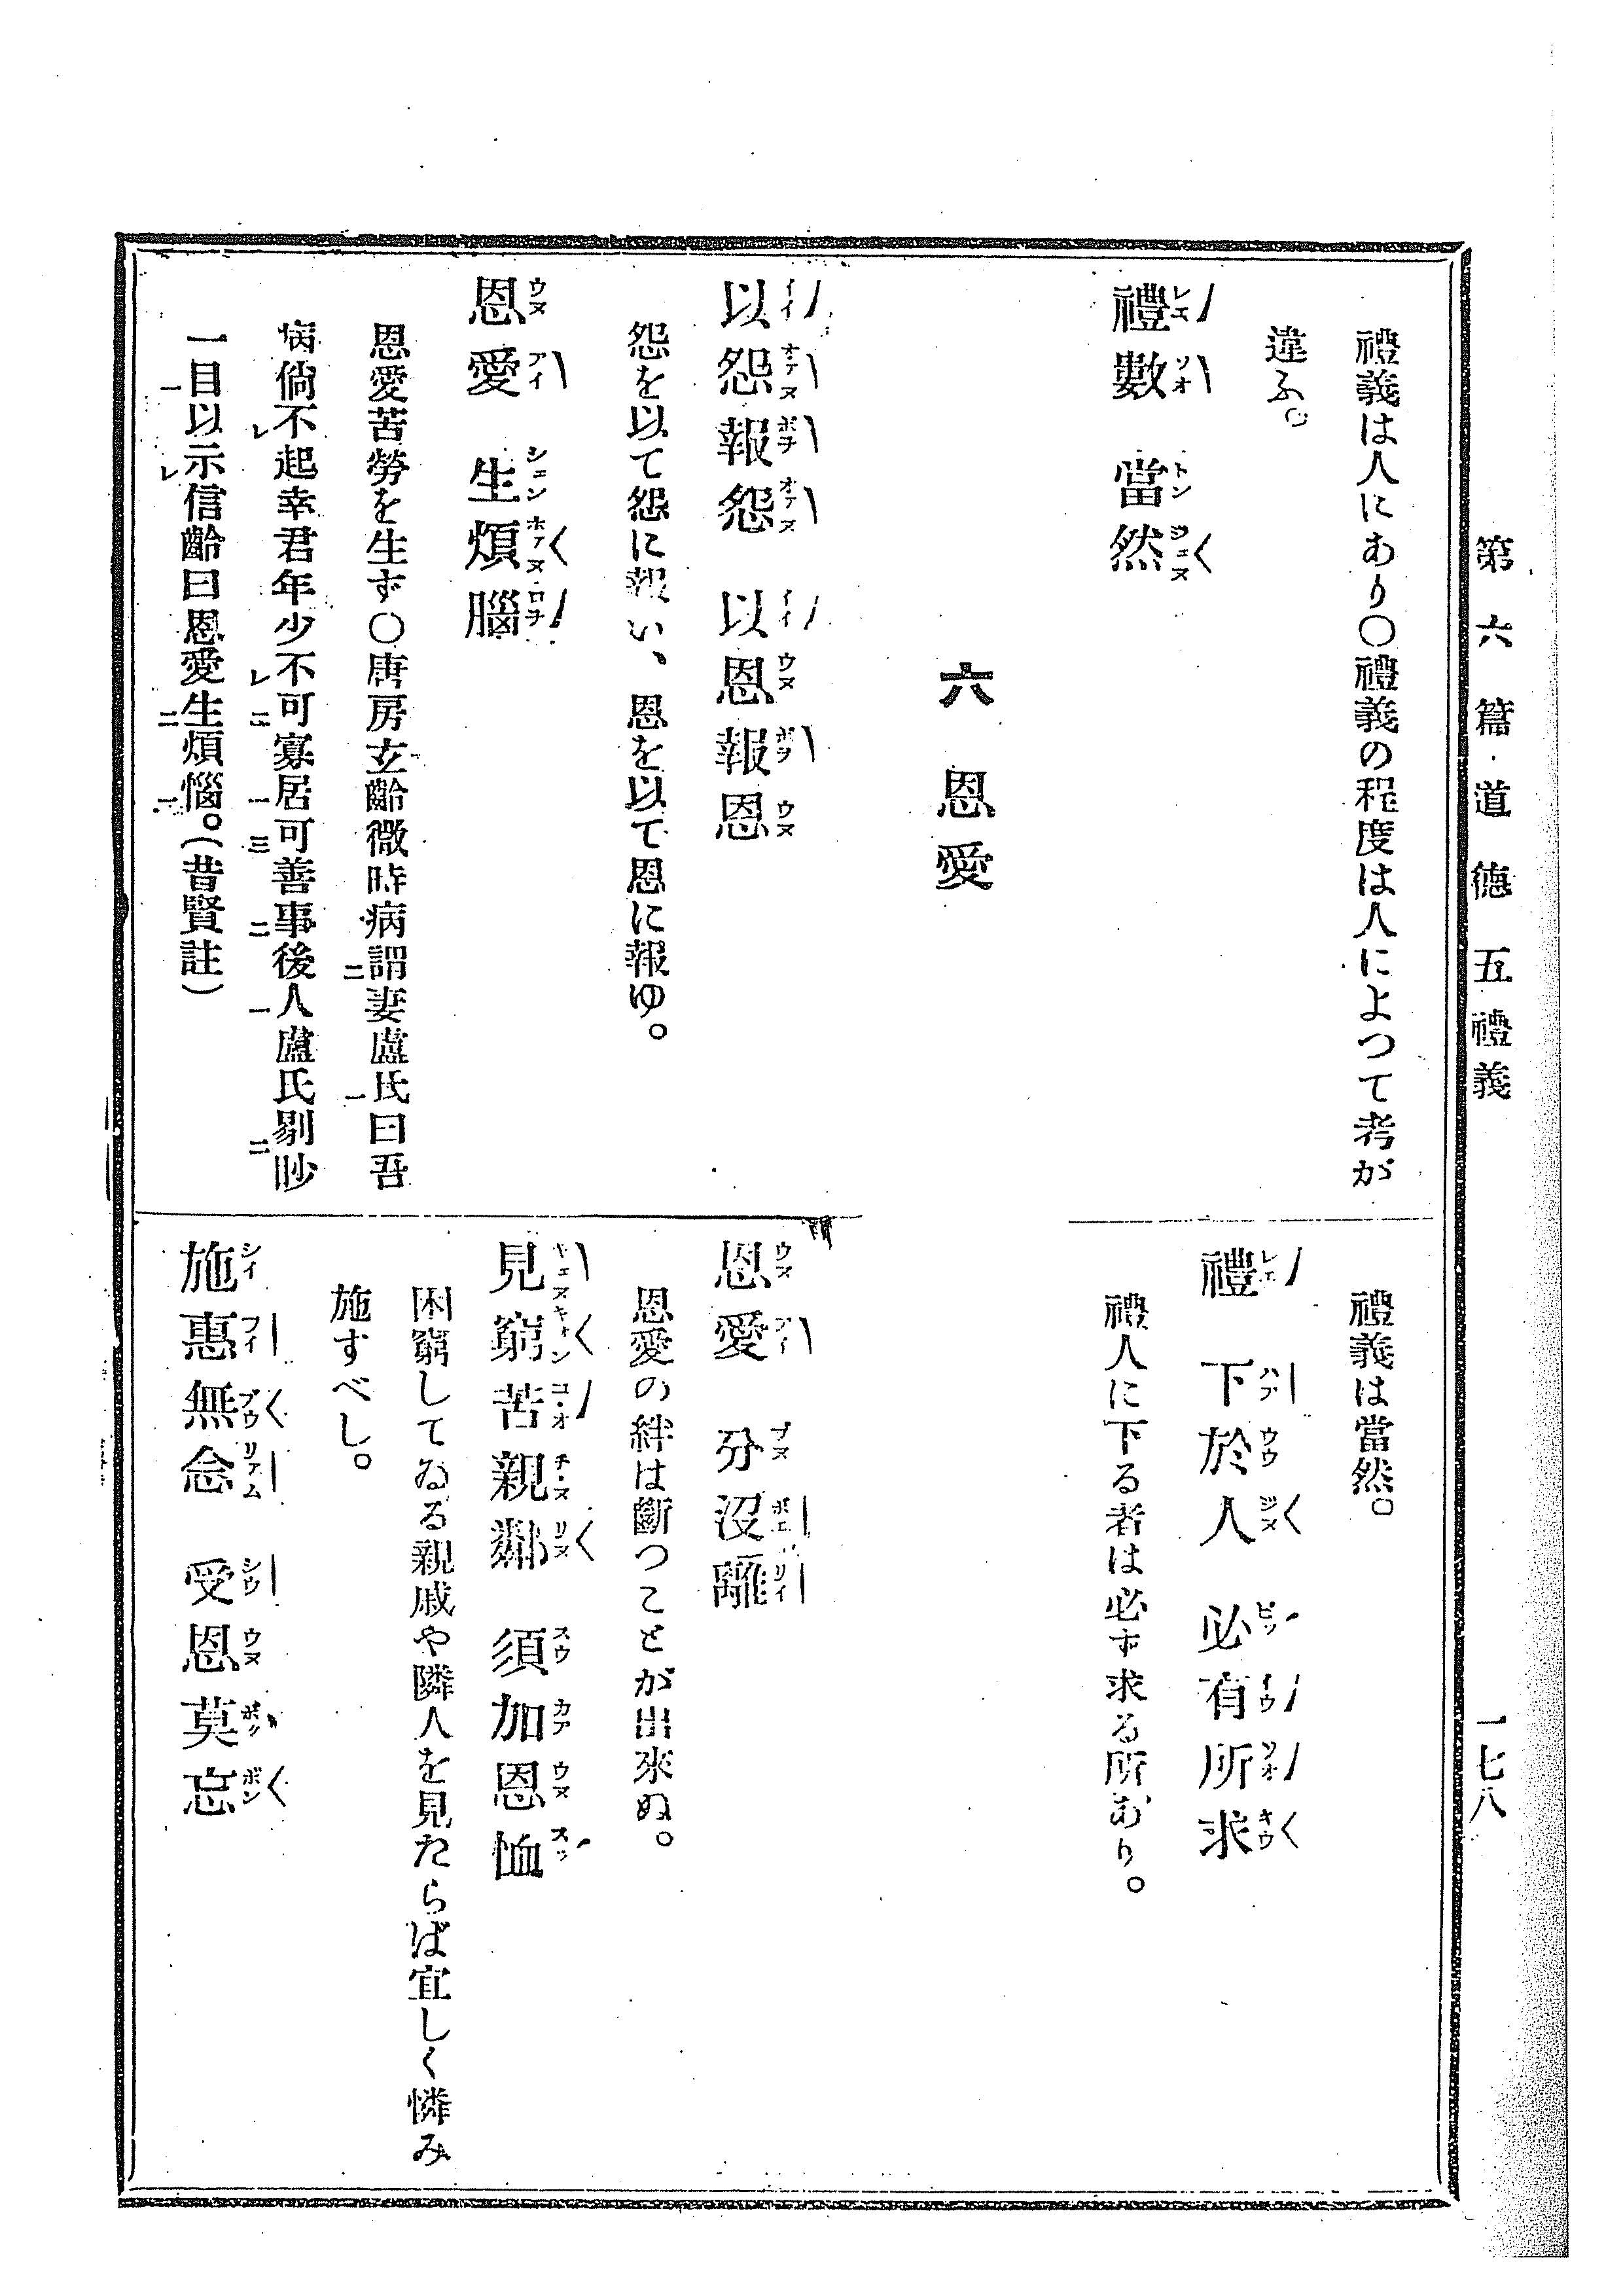 第六篇・道德 五禮義
一七八
禮義は人にあり〇禮義の程度は人によつて考が
違ふ。
禮數 當然
禮義は當然。
禮 下於人 必有所求
禮人に下る者は必ず求る所あり。
六 恩愛
以怨報怨 以恩報恩
怨を以て怨に報い、恩を以て恩に報ゆ。
恩愛 生煩腦
恩愛苦勞を生ず〇唐房玄齡微時病謂妻盧氏曰吾
病倘不起幸君年少不可寡居可善事後人盧氏剔眇
一目以示信齡曰恩愛生煩惱。(昔賢註)
恩愛 分沒離
恩愛の絆は斷つことが出來ぬ。
見窮苦親鄰 須加恩恤
困窮してゐる親戚や隣人を見たらば宜しく憐み
施すべし。
施惠無念 受恩莫忘